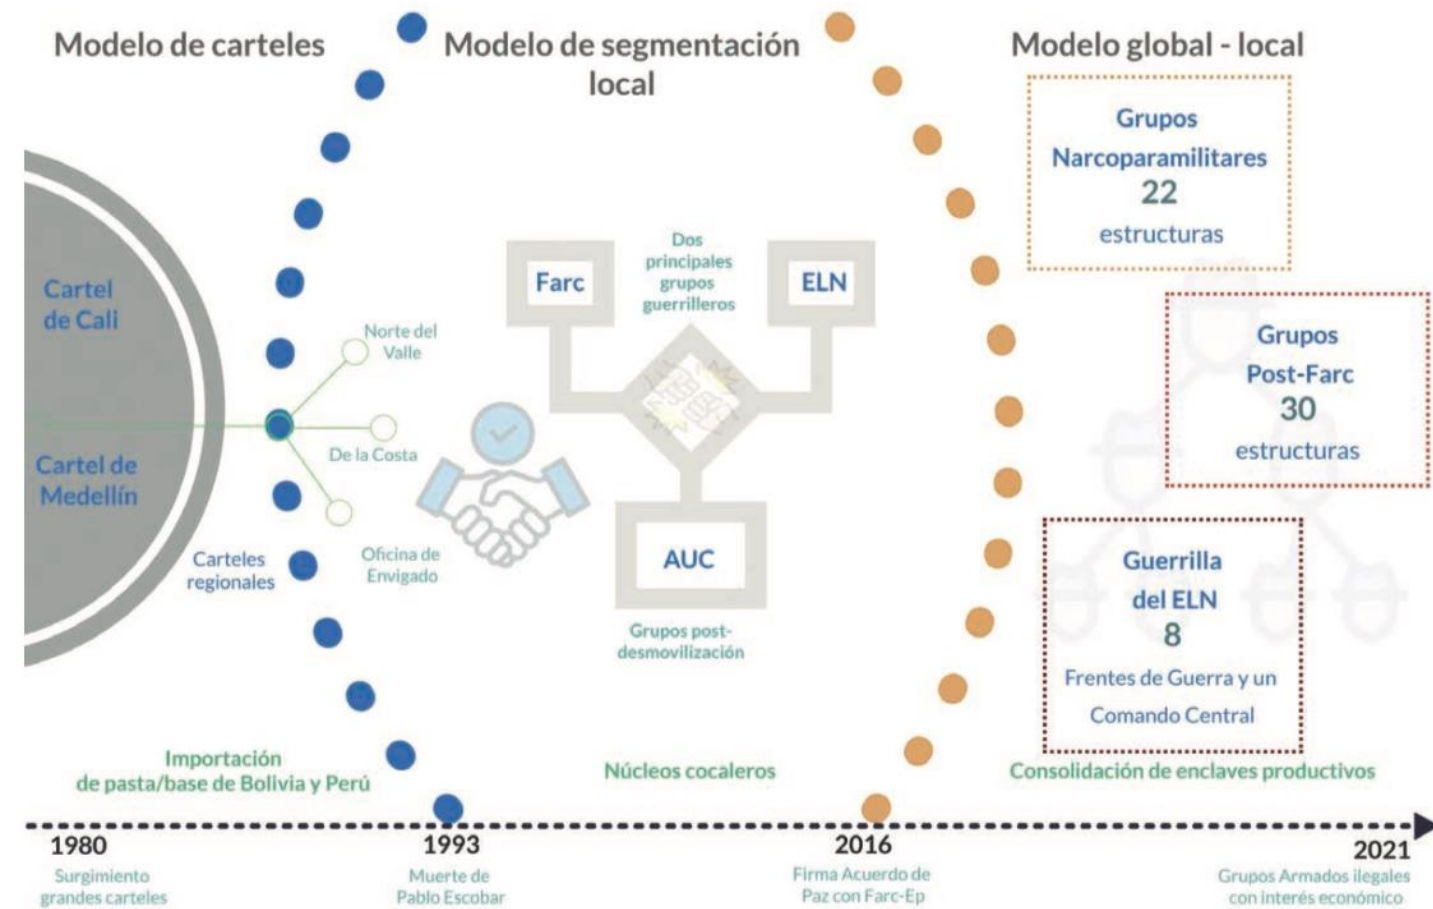 Modelo de carteles
Modelo de segmentación
local
Modelo global - local
Cartel
de Cali
Cartel de
Medellín
Norte del
Valle
De la Costa
Oficina de
Envigado
Carteles
regionales
Farc
Dos
principales
grupos
guerrilleros
ELN
AUC
Grupos post-
desmovilización
Grupos
Narcoparamilitares
22
estructuras
Grupos
Post-Farc
30
estructuras
Guerrilla
del ELN
8
Frentes de Guerra y un
Comando Central
Importación
de pasta/base de Bolivia y Perú
Núcleos cocaleros
Consolidación de enclaves productivos
1980
Surgimiento
grandes carteles
1993
Muerte de
Pablo Escobar
2016
Firma Acuerdo de
Paz con Farc-Ep
2021
Grupos Armados ilegales
con interés económico